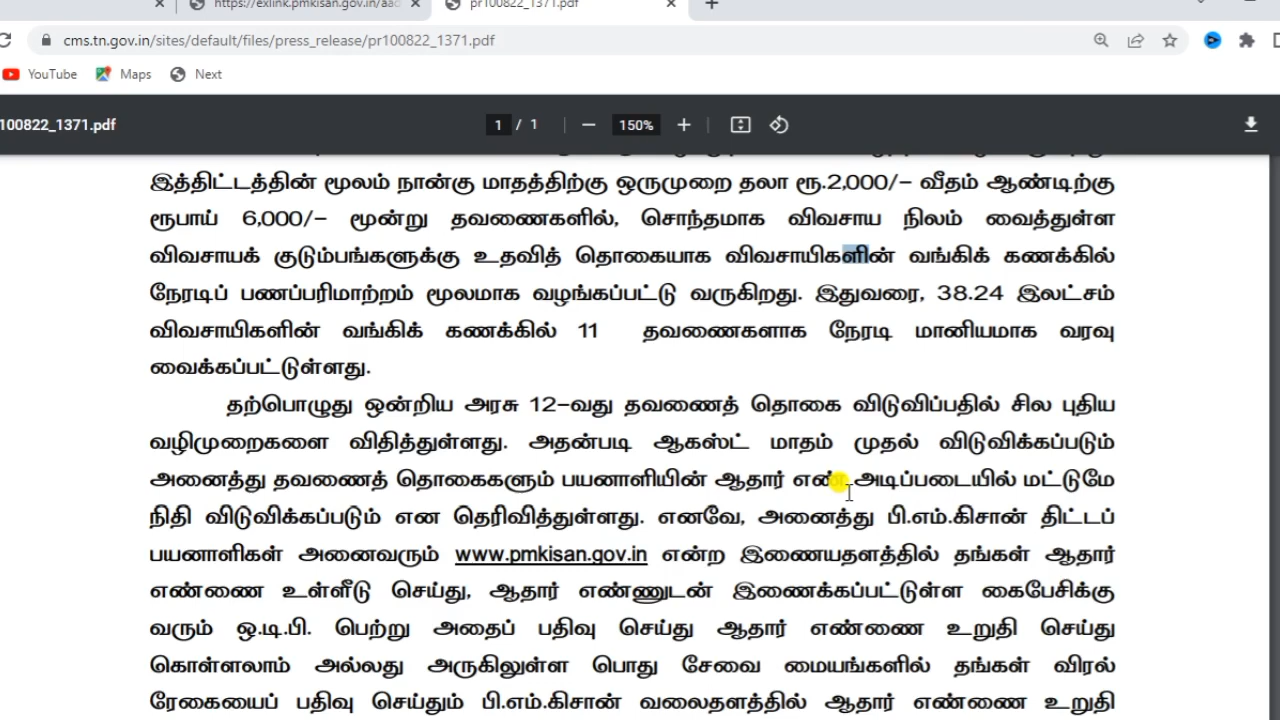 https://exlink.pmkisan.gov.in/aad
pr100822_1371.pdf
cms.tn.gov.in/sites/default/files/press_release/pr100822_1371.pdf
YouTube Maps Next
100822_1371.pdf 1 / 1 150%
இத்திட்டத்தின் மூலம் நான்கு மாதத்திற்கு ஒருமுறை தலா ரூ.2,000/– வீதம் ஆண்டிற்கு
ரூபாய் 6,000/– மூன்று தவணைகளில், சொந்தமாக விவசாய நிலம் வைத்துள்ள
விவசாயக் குடும்பங்களுக்கு உதவித் தொகையாக விவசாயிகளின் வங்கிக் கணக்கில்
நேரடிப் பணப்பரிமாற்றம் மூலமாக வழங்கப்பட்டு வருகிறது. இதுவரை, 38.24 இலட்சம்
விவசாயிகளின் வங்கிக் கணக்கில் 11 தவணைகளாக நேரடி மானியமாக வரவு
வைக்கப்பட்டுள்ளது.
தற்பொழுது ஒன்றிய அரசு 12–வது தவணைத் தொகை விடுவிப்பதில் சில புதிய
வழிமுறைகளை விதித்துள்ளது. அதன்படி ஆகஸ்ட் மாதம் முதல் விடுவிக்கப்படும்
அனைத்து தவணைத் தொகைகளும் பயனாளியின் ஆதார் எண் அடிப்படையில் மட்டுமே
நிதி விடுவிக்கப்படும் என தெரிவித்துள்ளது. எனவே, அனைத்து பி.எம்.கிசான் திட்டப்
பயனாளிகள் அனைவரும் www.pmkisan.gov.in என்ற இணையதளத்தில் தங்கள் ஆதார்
எண்ணை உள்ளீடு செய்து, ஆதார் எண்ணுடன் இணைக்கப்பட்டுள்ள கைபேசிக்கு
வரும் ஒ.டி.பி. பெற்று அதைப் பதிவு செய்து ஆதார் எண்ணை உறுதி செய்து
கொள்ளலாம் அல்லது அருகிலுள்ள பொது சேவை மையங்களில் தங்கள் விரல்
ரேகையைப் பதிவு செய்தும் பி.எம்.கிசான் வலைதளத்தில் ஆதார் எண்ணை உறுதி